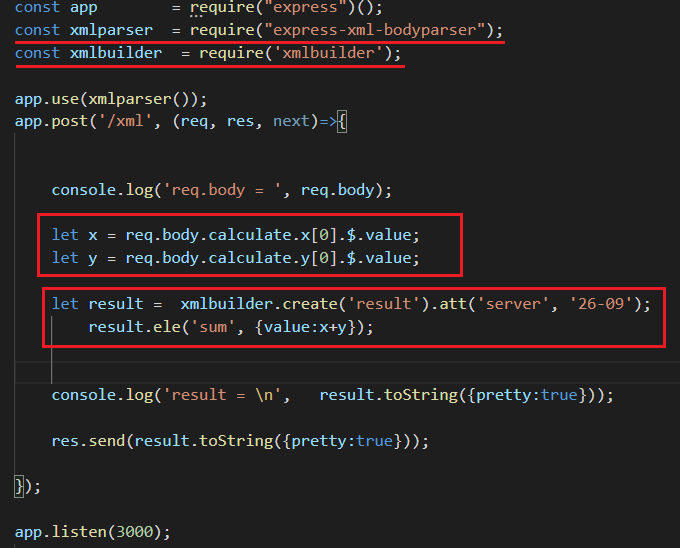 const app        = require("express")();
const xmlparser  = require("express-xml-bodyparser");
const xmlbuilder  = require('xmlbuilder');
app.use(xmlparser());
app.post('/xml', (req, res, next)=>{
    console.log('req.body = ', req.body);
    let x = req.body.calculate.x[0].$.value;
    let y = req.body.calculate.y[0].$.value;
    let result =  xmlbuilder.create('result').att('server', '26-09');
        result.ele('sum', {value:x+y});
    console.log('result = \n',   result.toString({pretty:true}));
    res.send(result.toString({pretty:true}));
});
app.listen(3000);